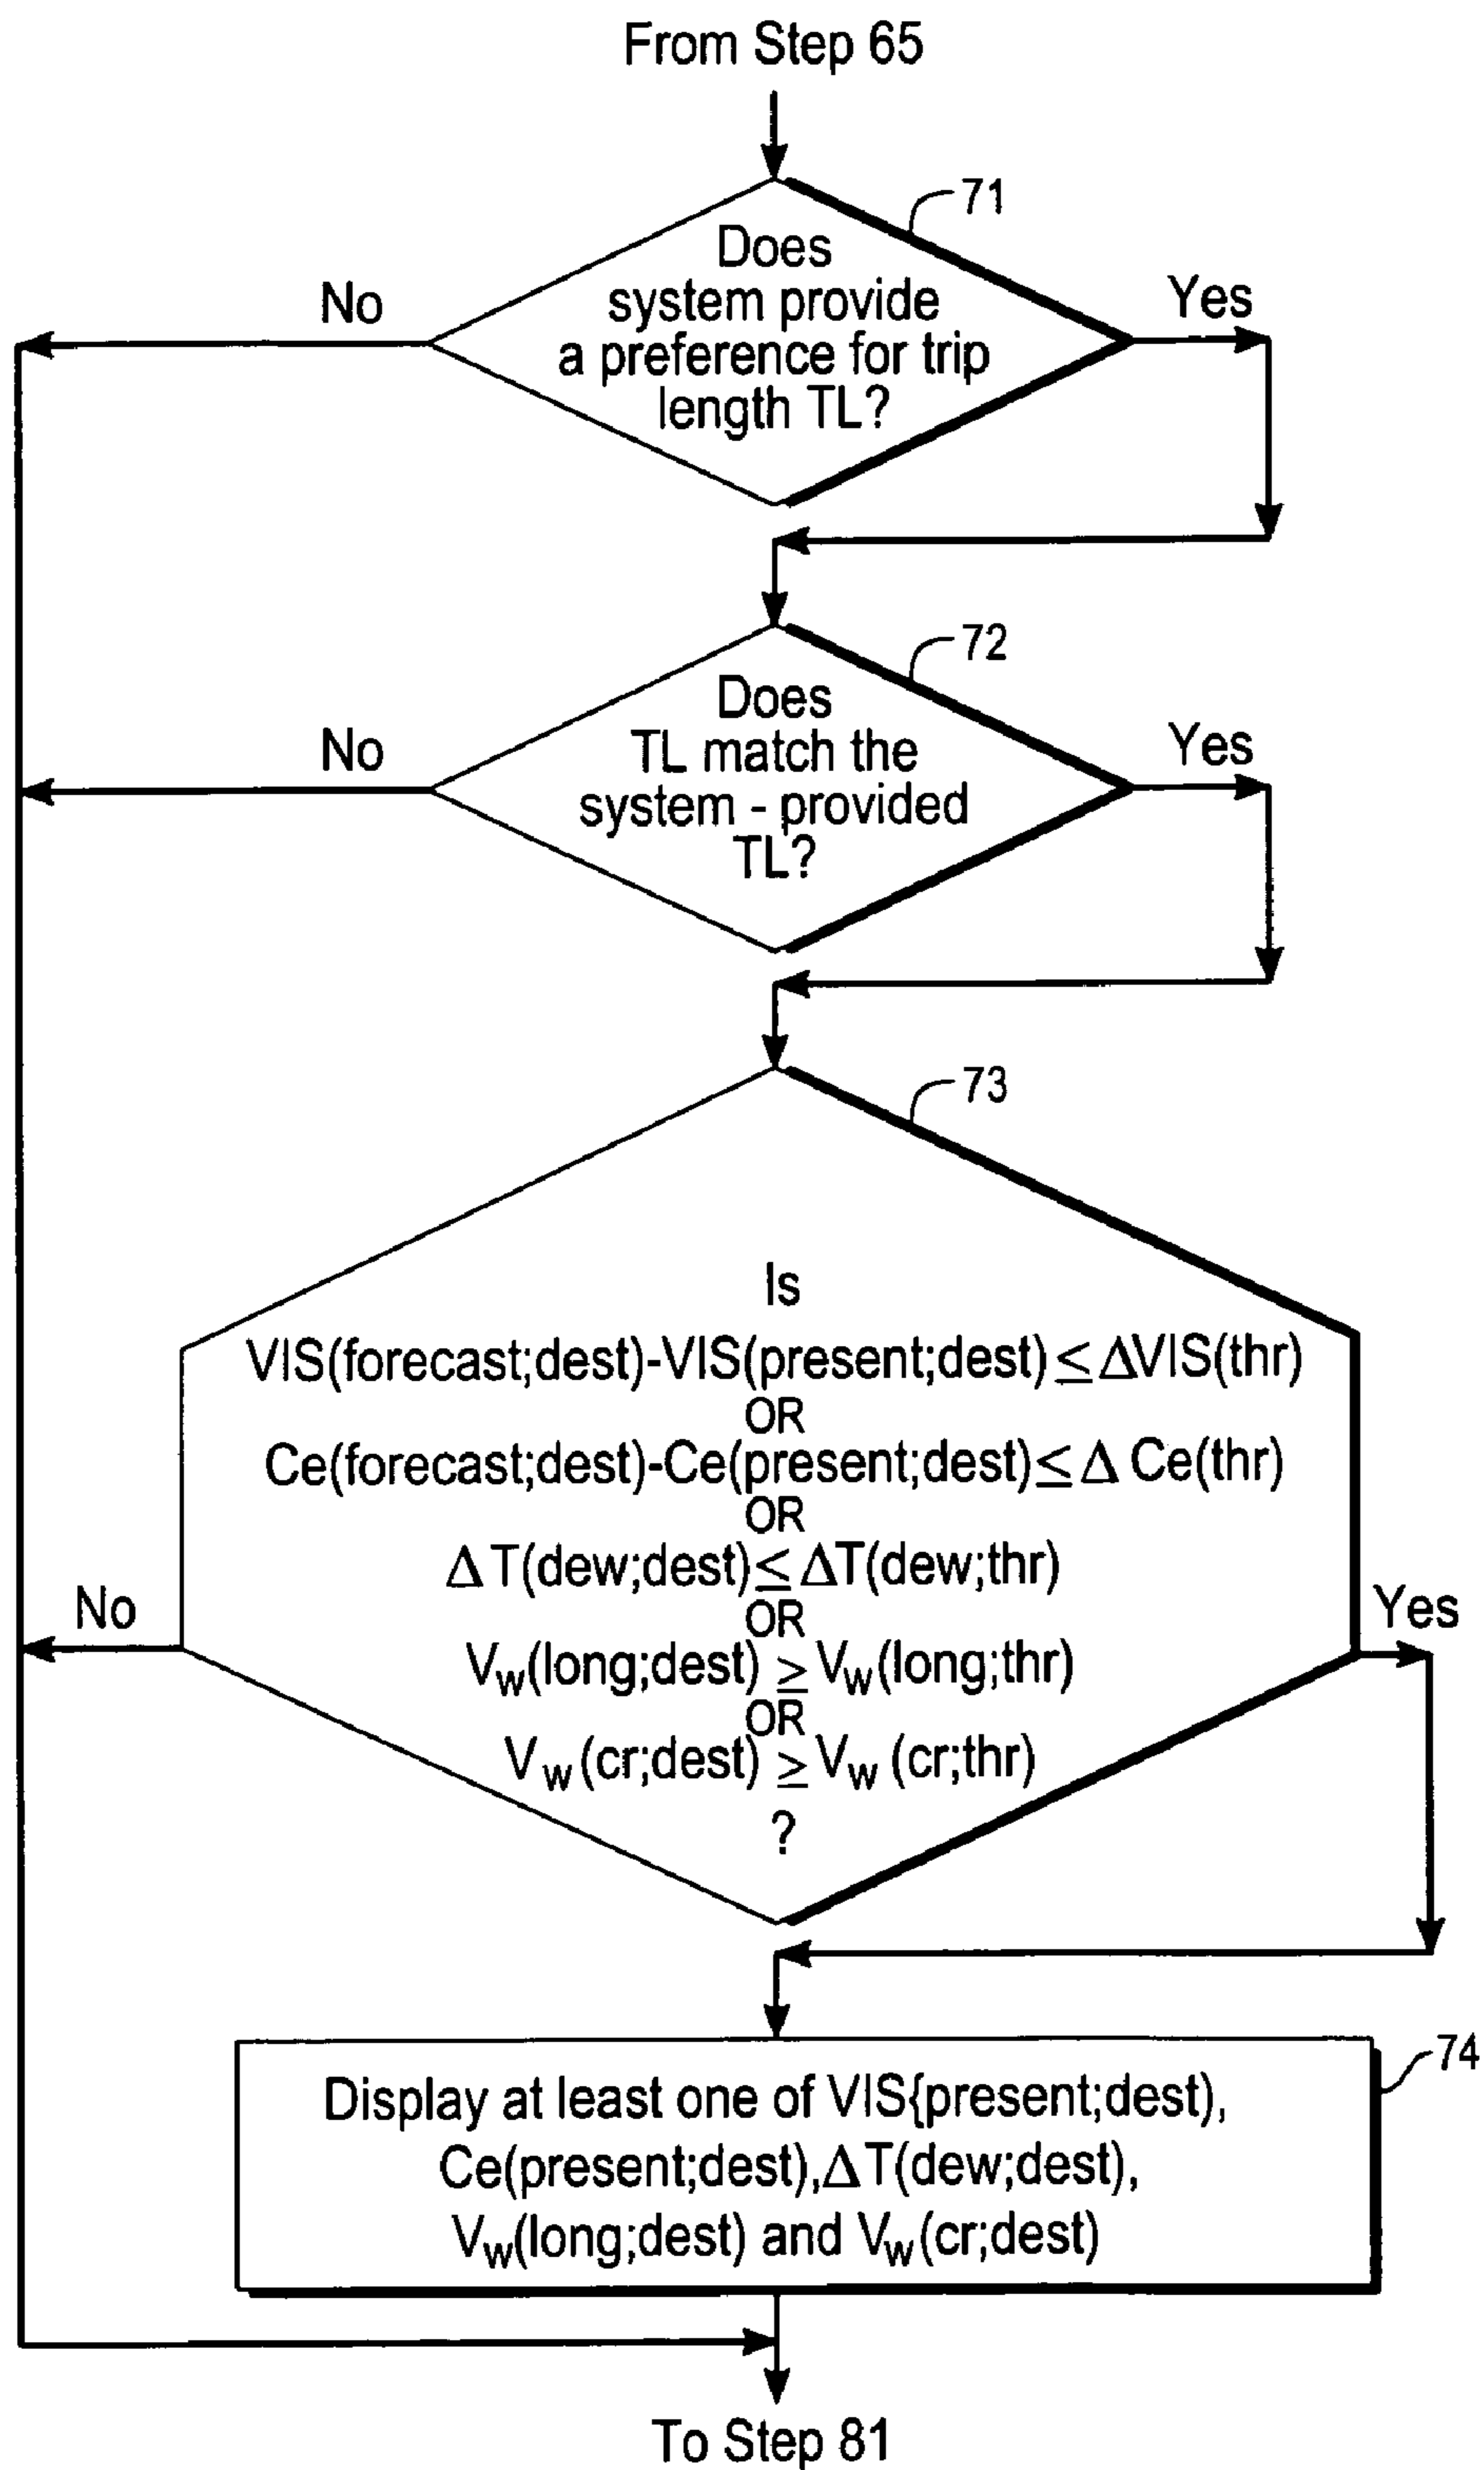 From Step 65
71
Does
system provide
a preference for trip
length TL?
No
Yes
72
Does
TL match the
system - provided
TL?
No
Yes
73
Is
VIS(forecast;dest)-VIS(present;dest)≤ΔVIS(thr)
OR
Ce(forecast;dest)-Ce(present;dest)≤Δ Ce(thr)
OR
ΔT(dew;dest)≤ΔT(dew;thr)
OR
Vw(long;dest) ≥ Vw(long;thr)
OR
Vw(cr;dest) ≥ Vw(cr;thr)
?
No
Yes
74
Display at least one of VIS{present;dest),
Ce(present;dest),ΔT(dew;dest),
Vw(long;dest) and Vw(cr;dest)
To Step 81